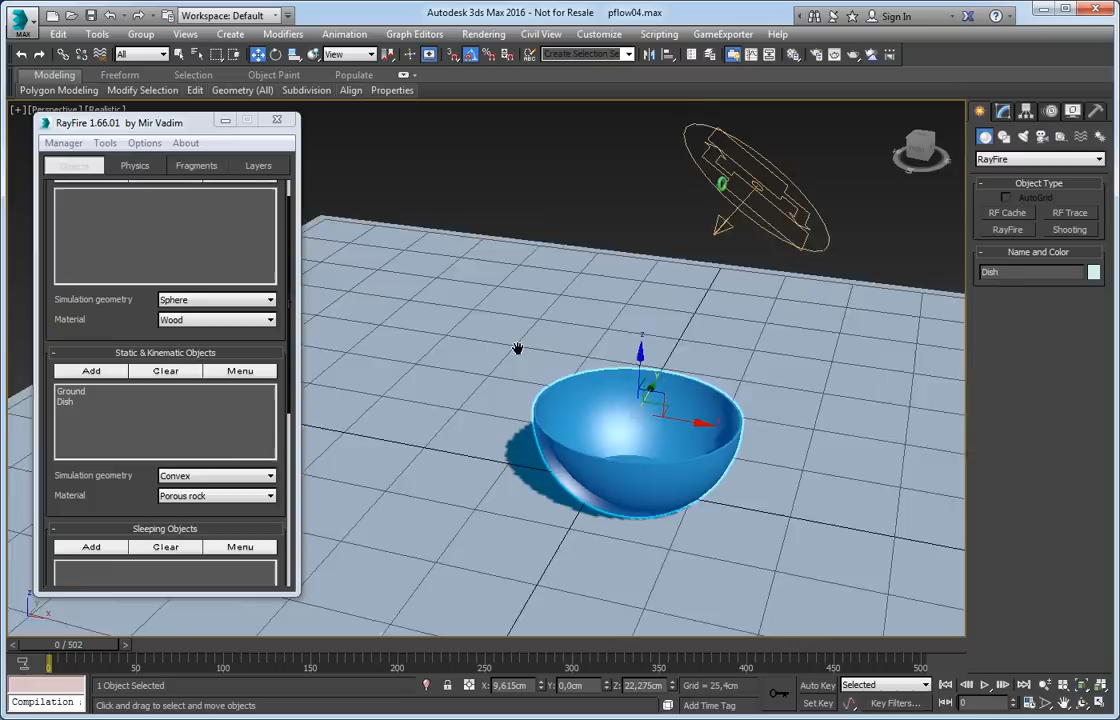 Autodesk 3ds Max 2016 - Not for Resale pflow04.max
MAX
Workspace: Default
Sign In
Edit Tools Group Views Create Modifiers Animation Graph Editors Rendering Civil View Customize Scripting GameExporter Help
All
View
Create Selection Se
Modeling Freeform Selection Object Paint Populate
Polygon Modeling Modify Selection Edit Geometry (All) Subdivision Align Properties
[+][Perspective][Realistic]
RayFire 1.66.01 by Mir Vadim
Manager Tools Options About
Physics Fragments Layers
Simulation geometry Sphere
Material Wood
- Static & Kinematic Objects
Add Clear Menu
Ground
Dish
Simulation geometry Convex
Material Porous rock
- Sleeping Objects
Add Clear Menu
z
x
RayFire
- Object Type
AutoGrid
RF Cache RF Trace
RayFire Shooting
- Name and Color
Dish
< 0 / 502 >
0 50 100 150 200 250 300 350 400 450 500
1 Object Selected
X: 9,615cm Y: 0,0cm Z: 22,275cm Grid = 25,4cm
Auto Key Selected
Compilation
Click and drag to select and move objects
Add Time Tag
Set Key Key Filters...
0